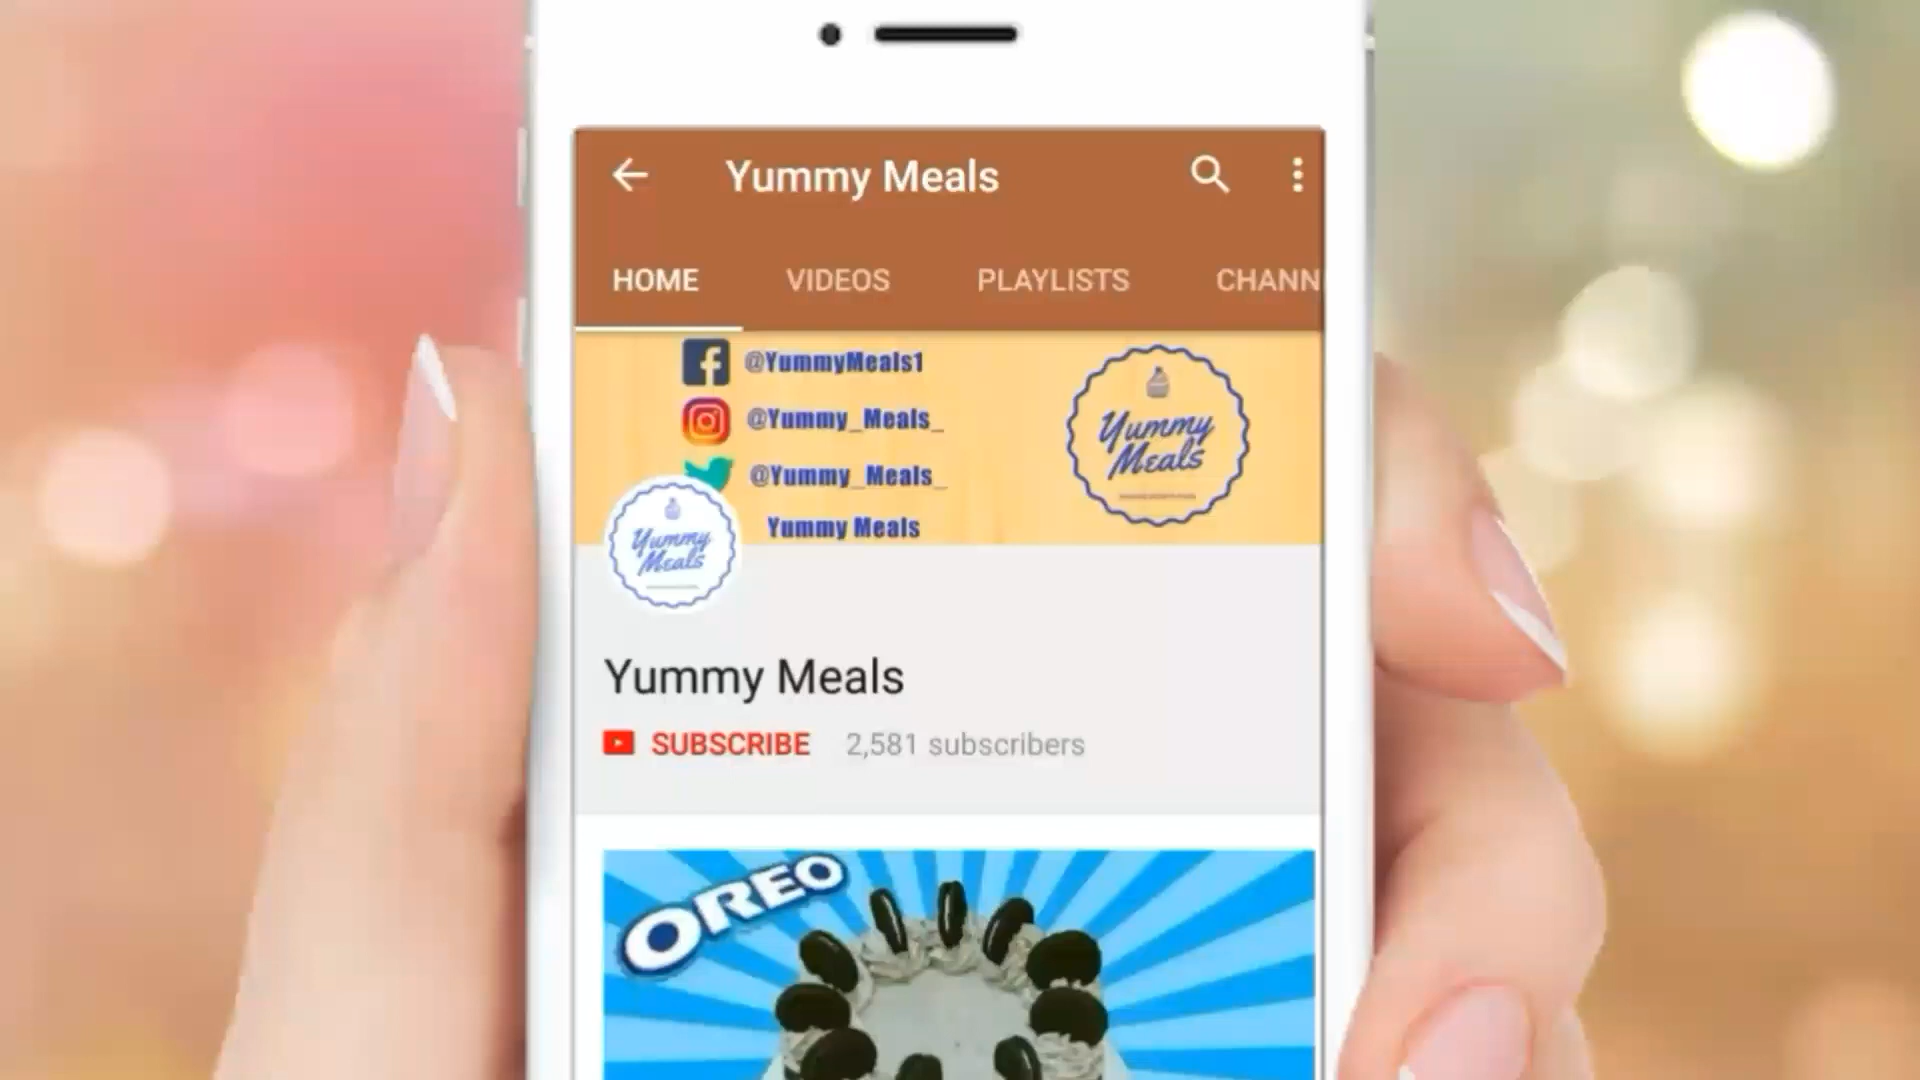 Yummy Meals
HOME VIDEOS PLAYLISTS CHANN
@YummyMeals1
@Yummy_Meals_
@Yummy_Meals_
Yummy Meals
Yummy
Meals
Yummy
Meals
Yummy Meals
SUBSCRIBE 2,581 subscribers
OREO